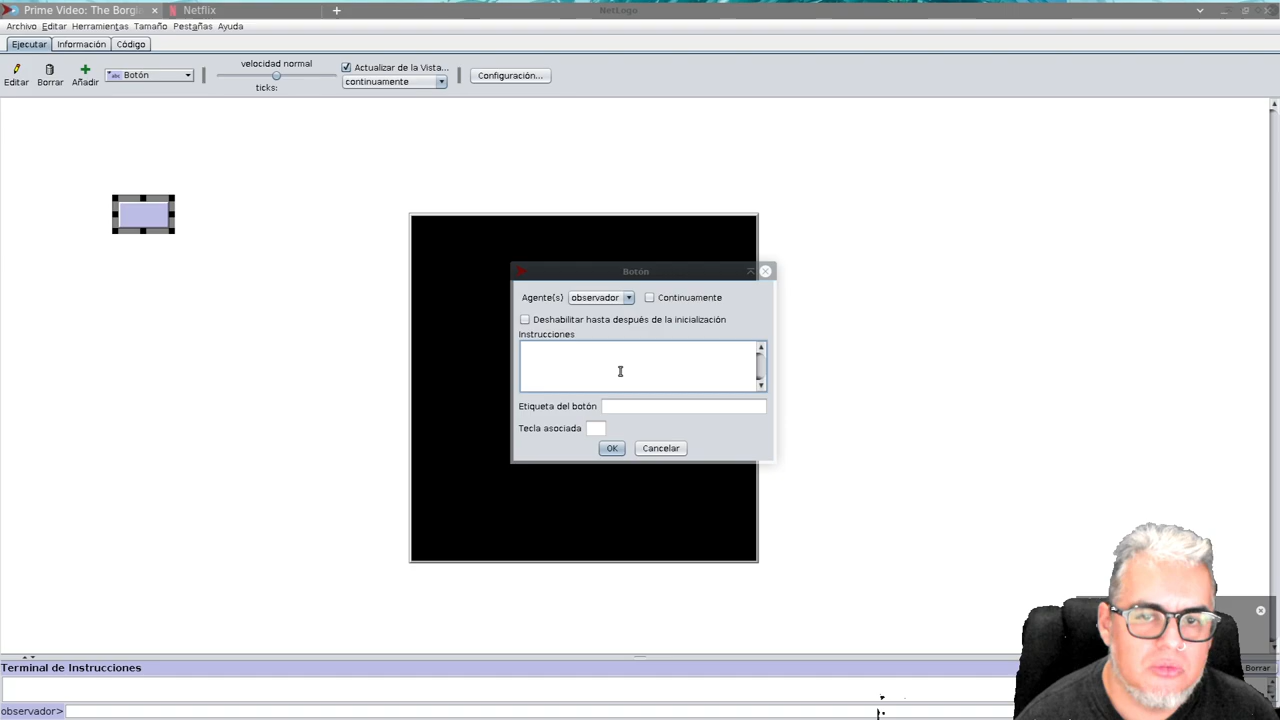 Prime Video: The Borgia
Netflix
NetLogo
Archivo Editar Herramientas Tamaño Pestañas Ayuda
Ejecutar Información Código
Editar Borrar Añadir
abc Botón
velocidad normal
ticks:
Actualizar de la Vista...
continuamente
Configuración...
Botón
Agente(s) observador Continuamente
Deshabilitar hasta después de la inicialización
Instrucciones
Etiqueta del botón
Tecla asociada
OK Cancelar
Terminal de Instrucciones
Borrar
observador>